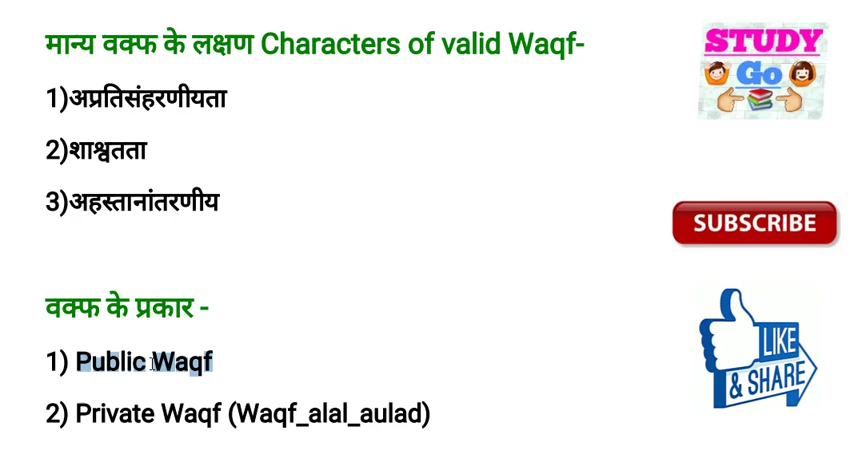 मान्य वक्फ के लक्षण Characters of valid Waqf-
1)अप्रतिसंहरणीयता
2)शाश्वतता
3)अहस्तानांतरणीय
वक्फ के प्रकार -
1) Public Waqf
2) Private Waqf (Waqf_alal_aulad)
STUDY
Go
SUBSCRIBE
LIKE
& SHARE